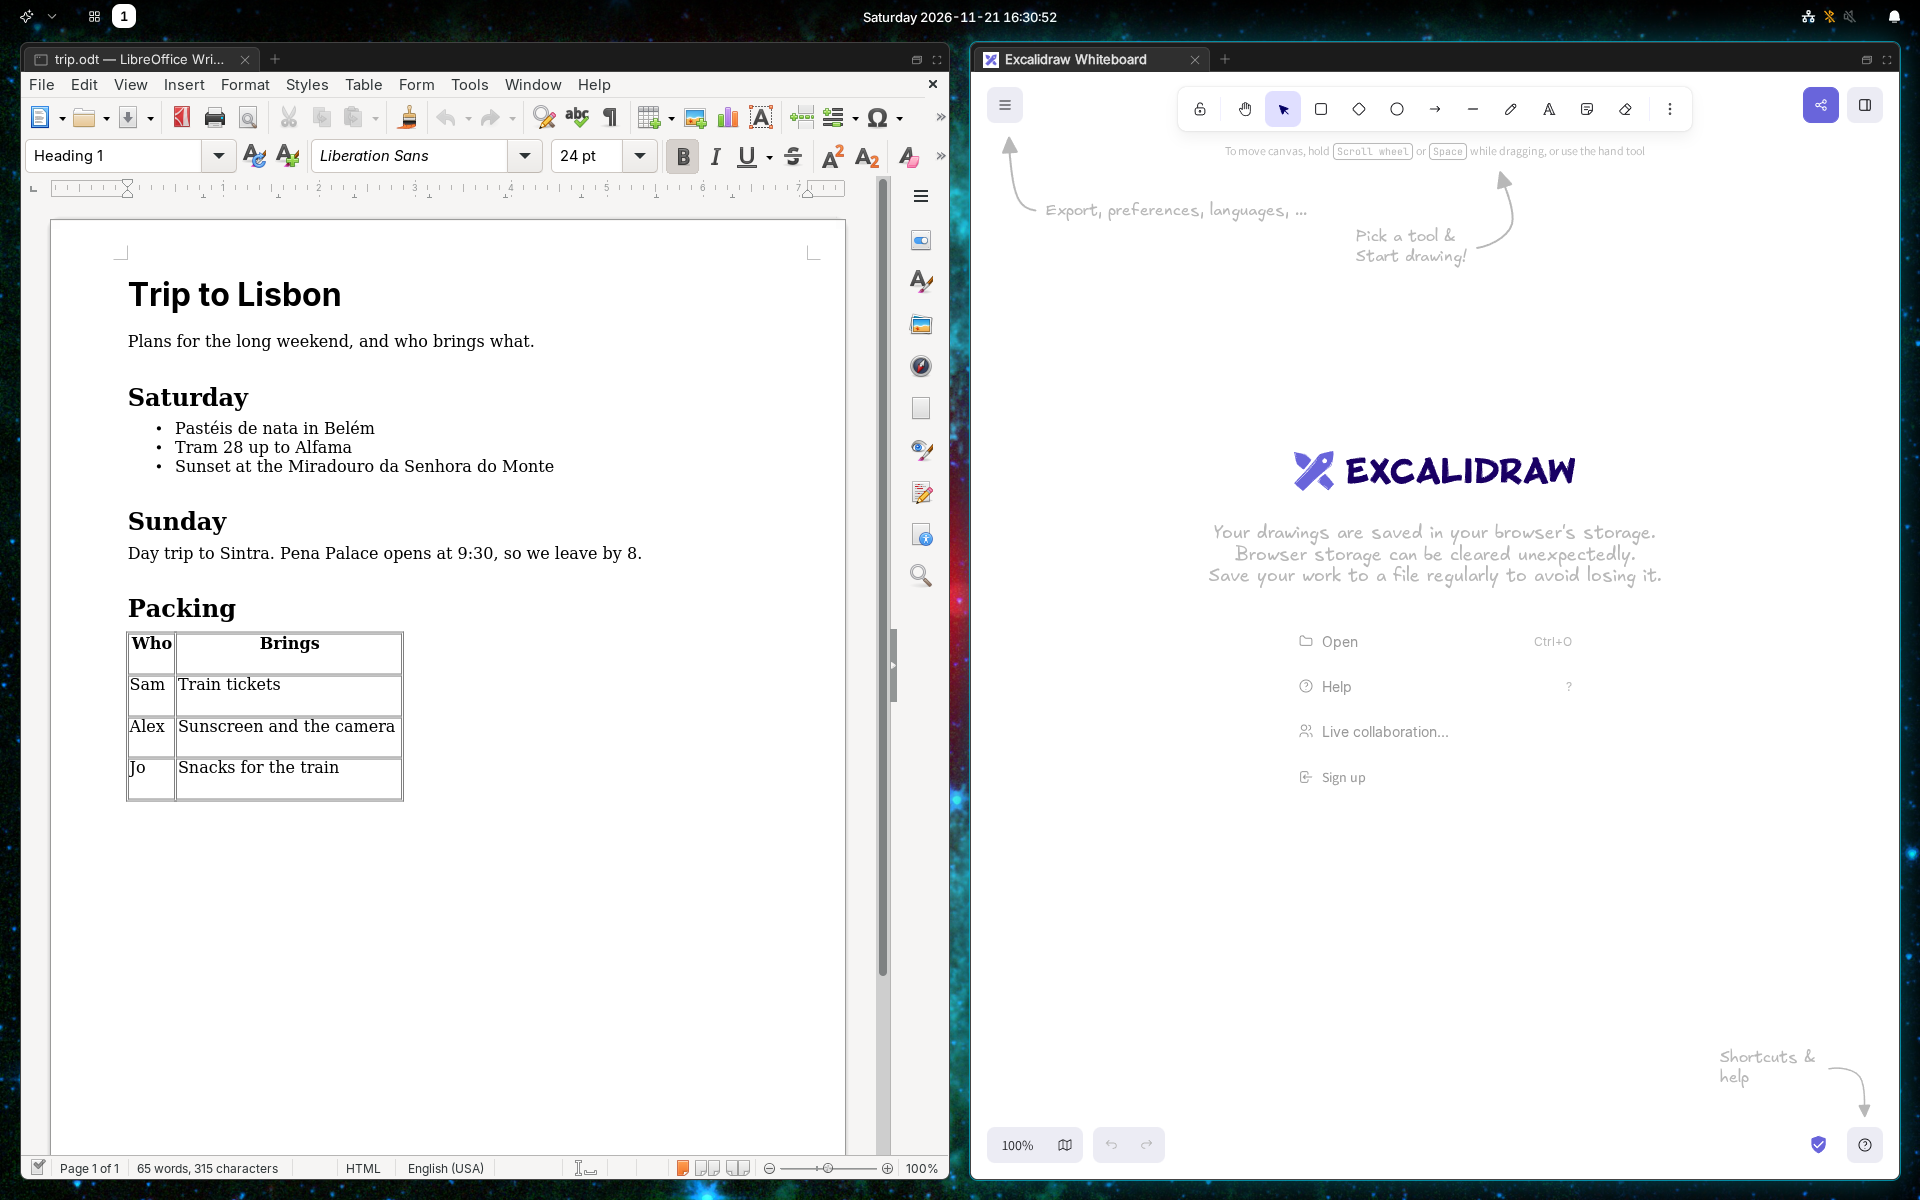 1
Saturday 2026-11-21 16:30:52
trip.odt — LibreOffice Wri...
File Edit View Insert Format Styles Table Form Tools Window Help
Heading 1
Liberation Sans
24 pt
1 2 3 4 5 6 7
Trip to Lisbon
Plans for the long weekend, and who brings what.
Saturday
• Pastéis de nata in Belém
• Tram 28 up to Alfama
• Sunset at the Miradouro da Senhora do Monte
Sunday
Day trip to Sintra. Pena Palace opens at 9:30, so we leave by 8.
Packing
Who Brings
Sam Train tickets
Alex Sunscreen and the camera
Jo Snacks for the train
Page 1 of 1
65 words, 315 characters
HTML
English (USA)
100%
Excalidraw Whiteboard
To move canvas, hold Scroll wheel or Space while dragging, or use the hand tool
Export, preferences, languages, ...
Pick a tool &
Start drawing!
EXCALIDRAW
Your drawings are saved in your browser's storage.
Browser storage can be cleared unexpectedly.
Save your work to a file regularly to avoid losing it.
Open Ctrl+O
Help ?
Live collaboration...
Sign up
Shortcuts &
help
100%